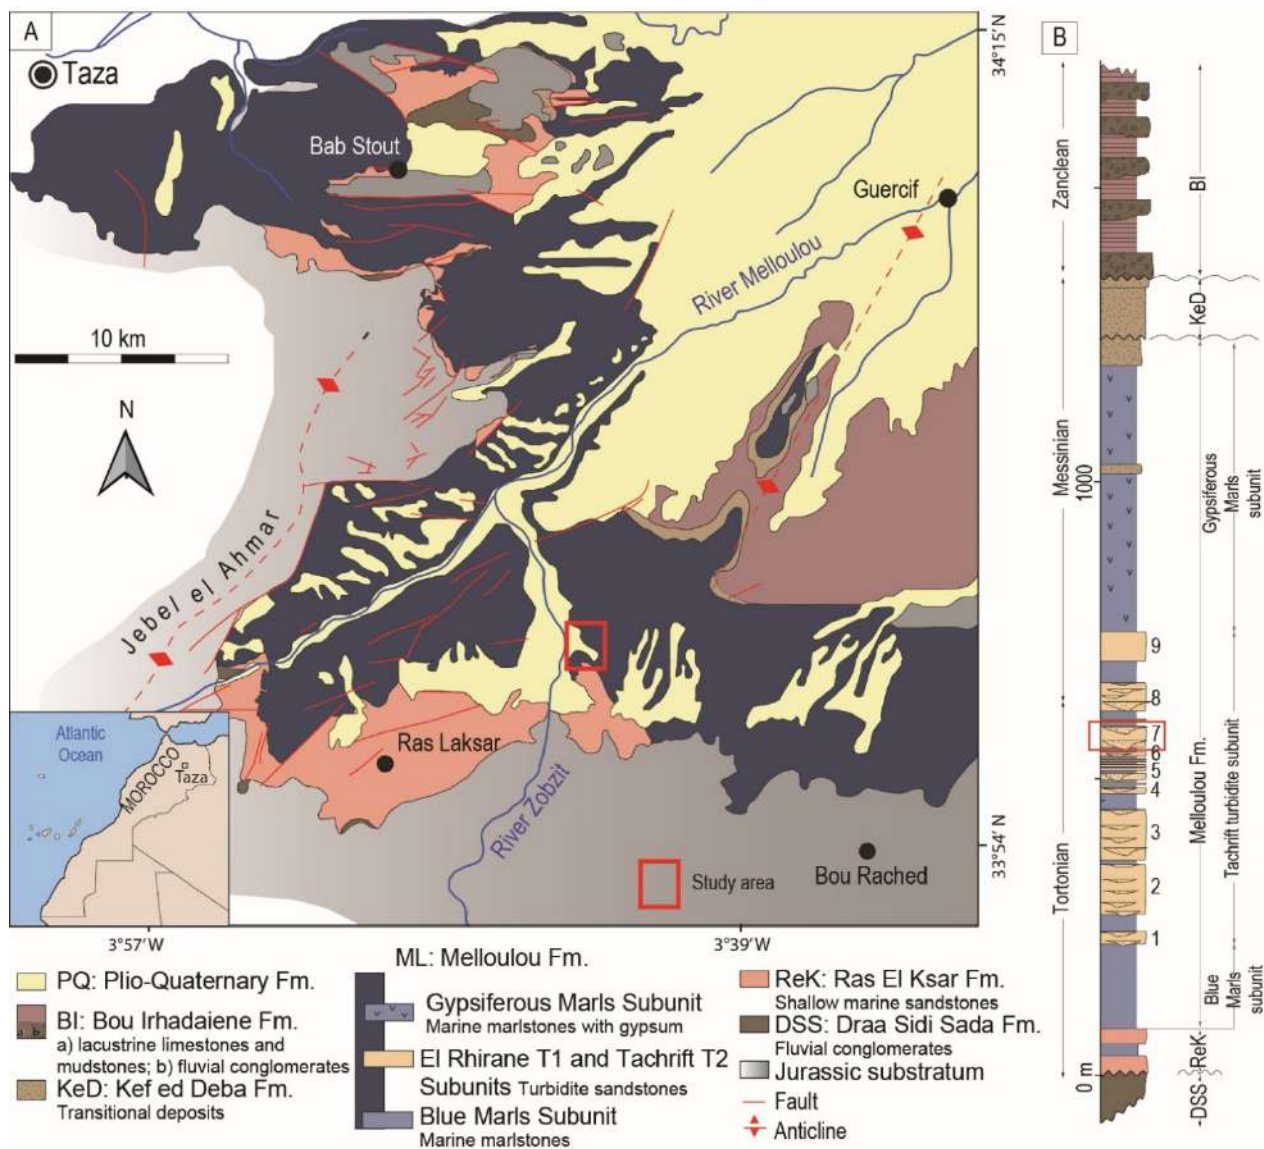 A
Taza
Bab Stout
Guercif
River Melloulou
10 km
N
Jebel el Ahmar
Ras Laksar
River Zobzit
Bou Rached
Study area
Atlantic
Ocean
MOROCCO
Taza
34°15'N
33°54'N
3°57'W
3°39'W
PQ: Plio-Quaternary Fm.
BI: Bou Irhadaiene Fm.
a) lacustrine limestones and
mudstones; b) fluvial conglomerates
KeD: Kef ed Deba Fm.
Transitional deposits
ML: Melloulou Fm.
Gypsiferous Marls Subunit
Marine marlstones with gypsum
El Rhirane T1 and Tachrift T2
Subunits Turbidite sandstones
Blue Marls Subunit
Marine marlstones
ReK: Ras El Ksar Fm.
Shallow marine sandstones
DSS: Draa Sidi Sada Fm.
Fluvial conglomerates
Jurassic substratum
Fault
Anticline
B
Zanclean
Messinian
Tortonian
1000
0 m
9
8
7
6
5
4
3
2
1
BI
KeD
Melloulou Fm.
ReK
DSS
Gypsiferous
Marls
subunit
Tachrift turbidite subunit
Blue
Marls
subunit